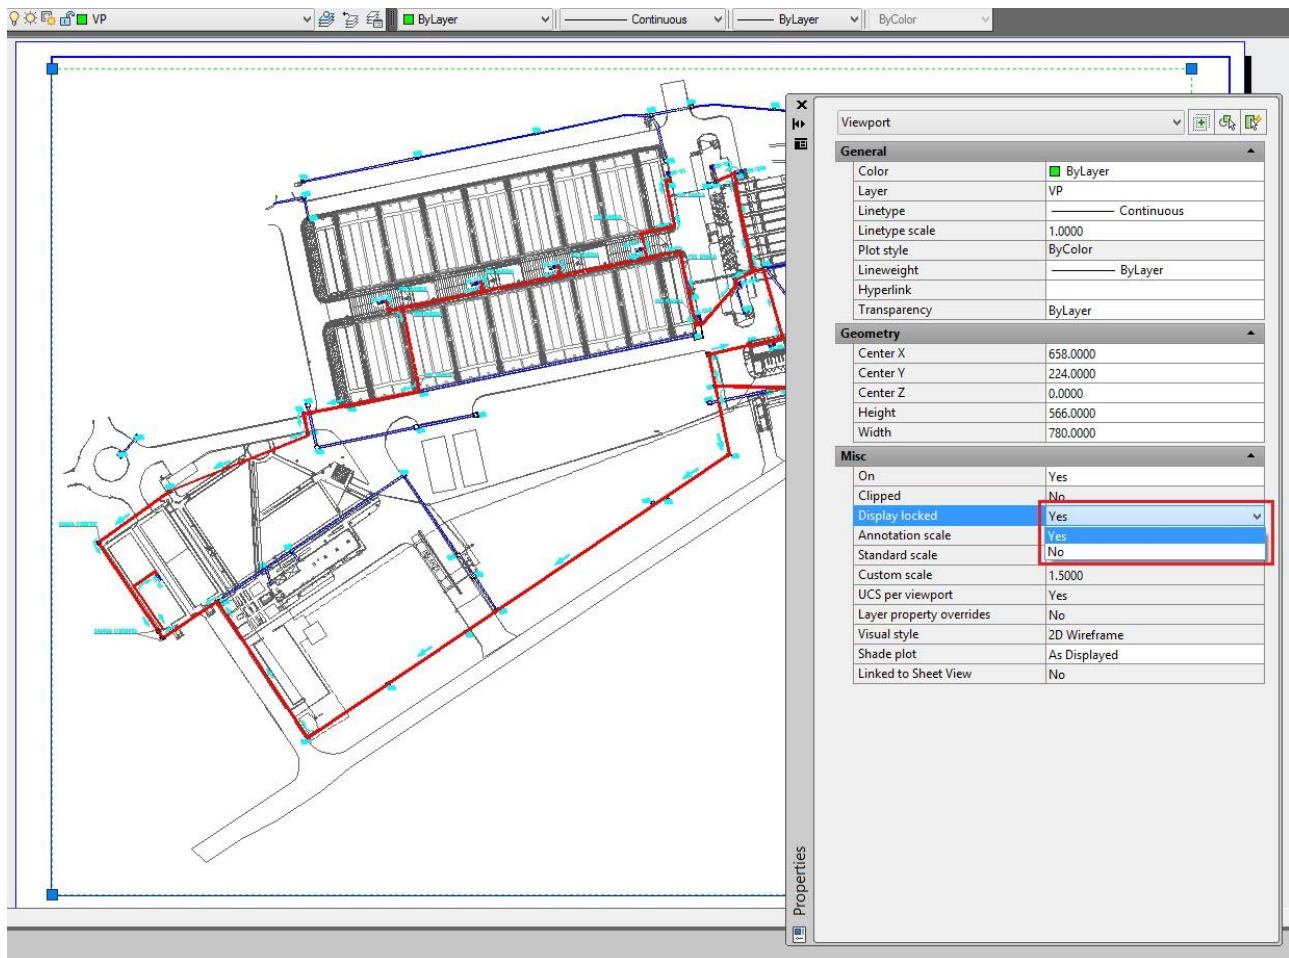 VP ByLayer Continuous ByLayer ByColor
Viewport
General
Color ByLayer
Layer VP
Linetype Continuous
Linetype scale 1.0000
Plot style ByColor
Lineweight ByLayer
Hyperlink
Transparency ByLayer
Geometry
Center X 658.0000
Center Y 224.0000
Center Z 0.0000
Height 566.0000
Width 780.0000
Misc
On Yes
Clipped No
Display locked Yes
Annotation scale Yes
Standard scale No
Custom scale 1.5000
UCS per viewport Yes
Layer property overrides No
Visual style 2D Wireframe
Shade plot As Displayed
Linked to Sheet View No
Properties